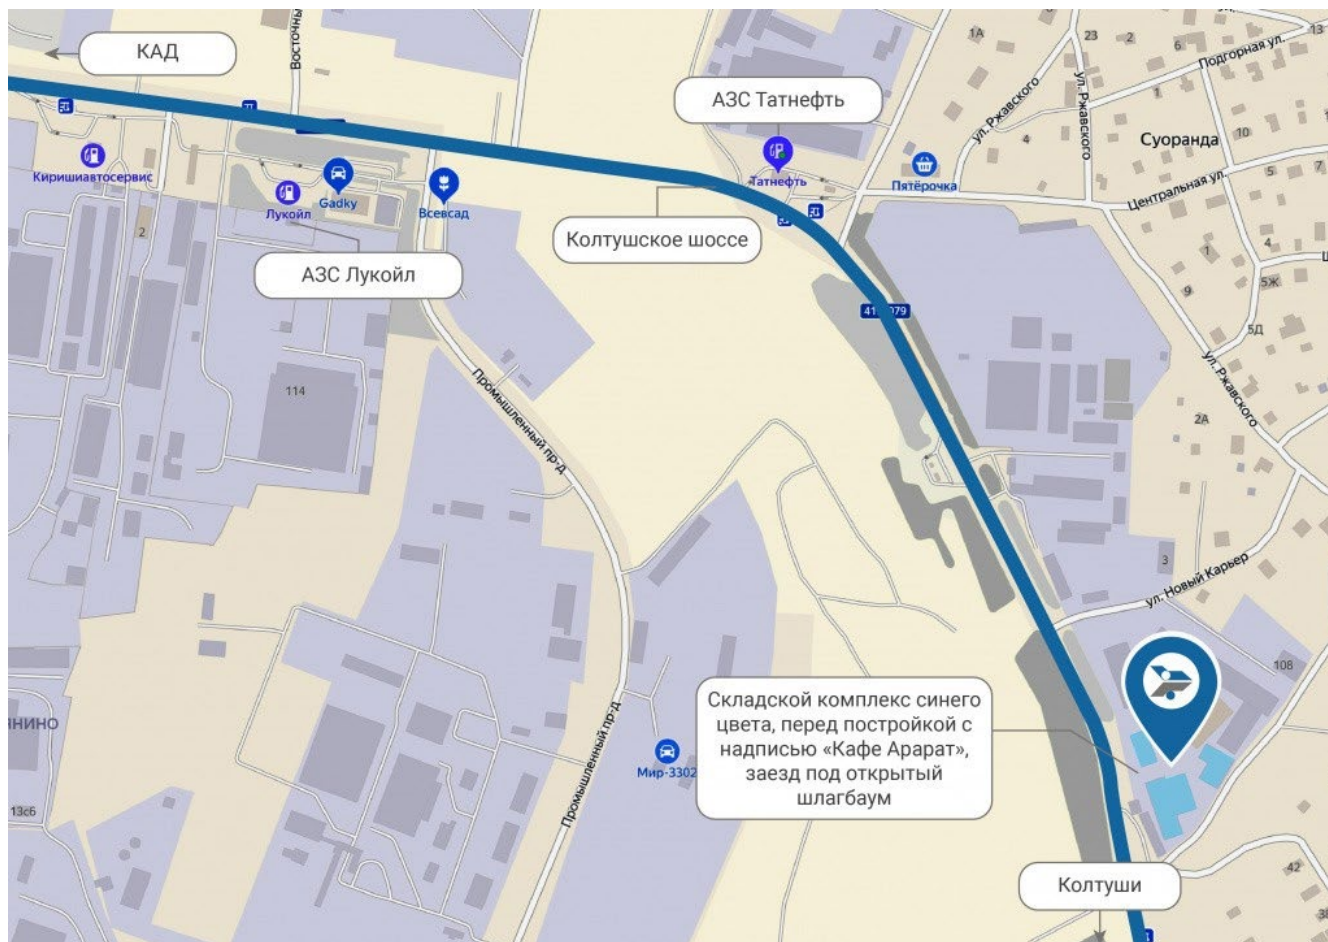 КАД
Восточный
1А
23
2
6
13
Подгорная ул.
АЗС Татнефть
ул. Ржавского
ул. Ржавского
1
4
Суоранда
10
7
5
Киришиавтосервис
Татнефть
Пятёрочка
Центральная ул.
Gadky
Лукойл
Всевсад
2
Колтушское шоссе
АЗС Лукойл
1
4
9
5Ж
5Д
114
Промышленный пр-д
ул. Ржавского
2А
3
ул. Новый Карьер
108
Складской комплекс синего
цвета, перед постройкой с
надписью «Кафе Арарат»,
заезд под открытый
шлагбаум
Мир-3302
Промышленный пр-д
13с6
42
Колтуши